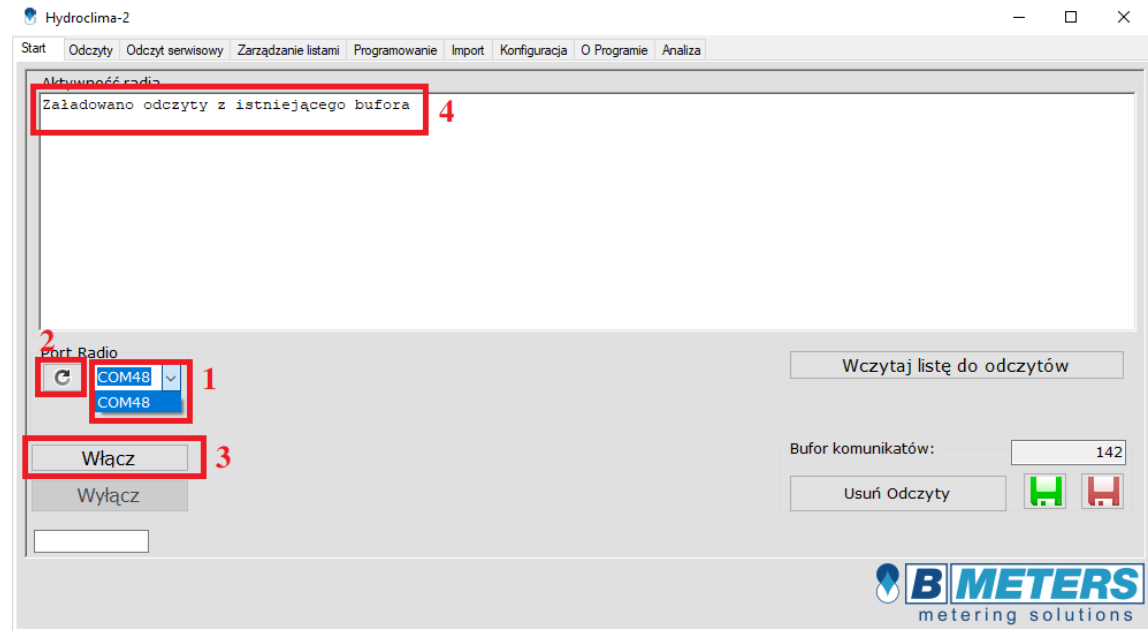 Hydroclima-2
Start Odczyty Odczyt serwisowy Zarządzanie listami Programowanie Import Konfiguracja O Programie Analiza
Aktywność radia
Załadowano odczyty z istniejącego bufora 4
2
Port Radio
COM48 1
COM48
Wczytaj listę do odczytów
Włącz 3
Bufor komunikatów: 142
Wyłącz
Usuń Odczyty
B METERS
metering solutions